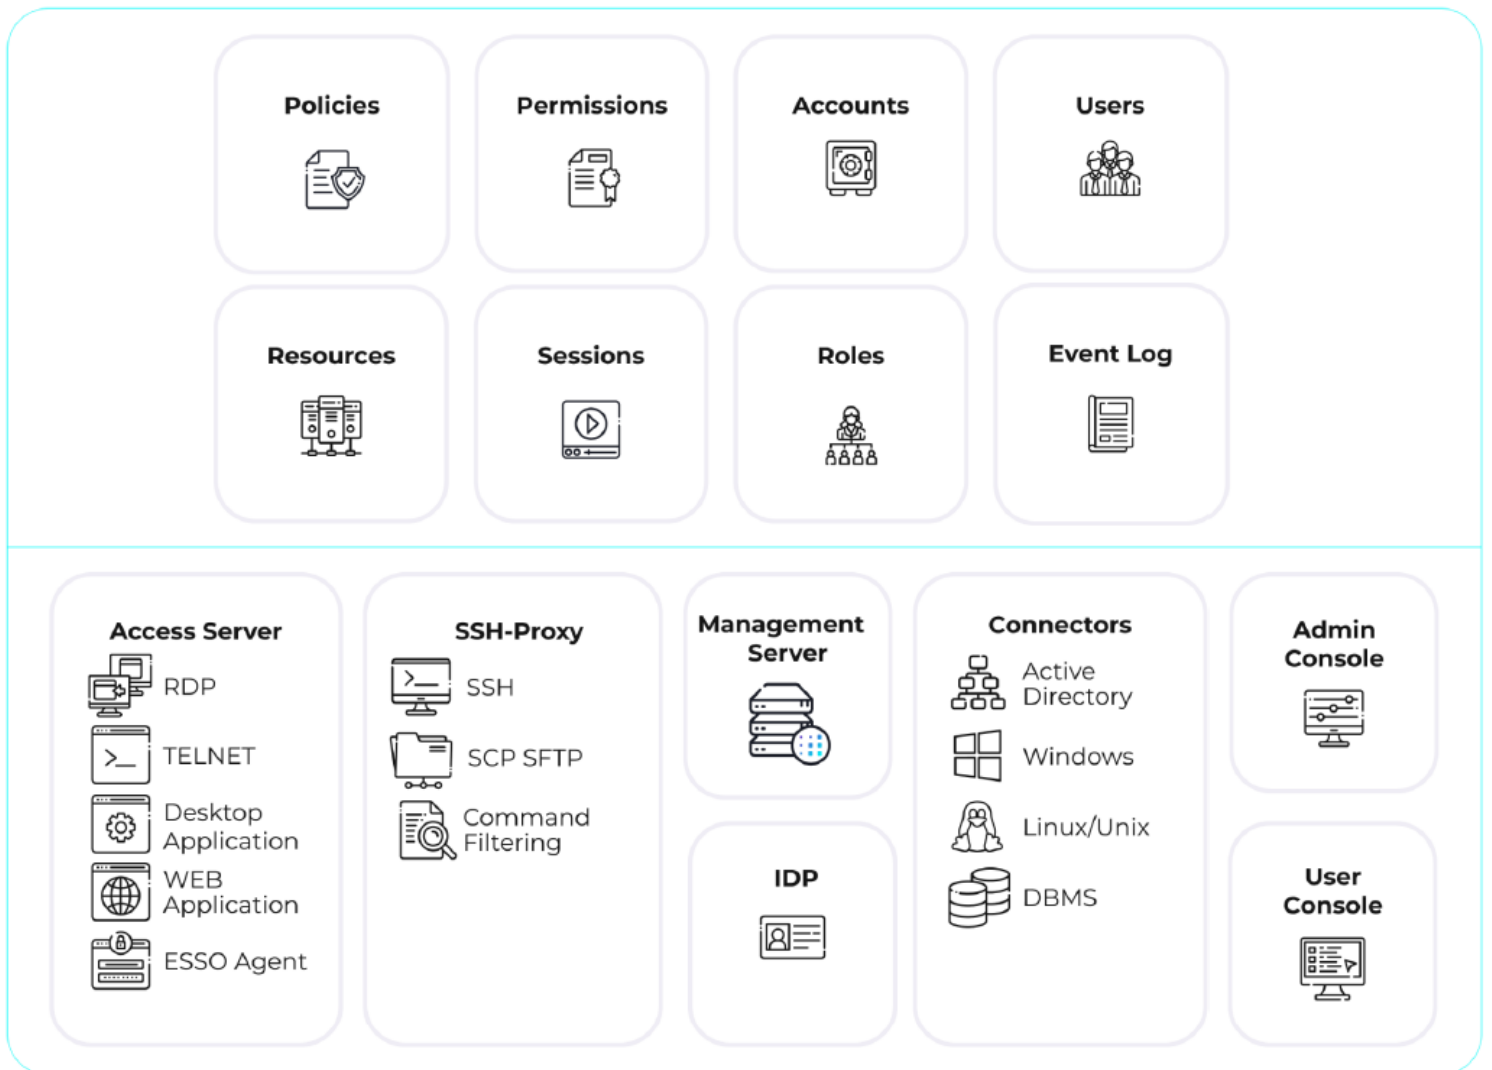 Policies
Permissions
Accounts
Users
Resources
Sessions
Roles
Event Log
Access Server
RDP
TELNET
Desktop
Application
WEB
Application
ESSO Agent
SSH-Proxy
SSH
SCP SFTP
Command
Filtering
Management
Server
IDP
Connectors
Active
Directory
Windows
Linux/Unix
DBMS
Admin
Console
User
Console